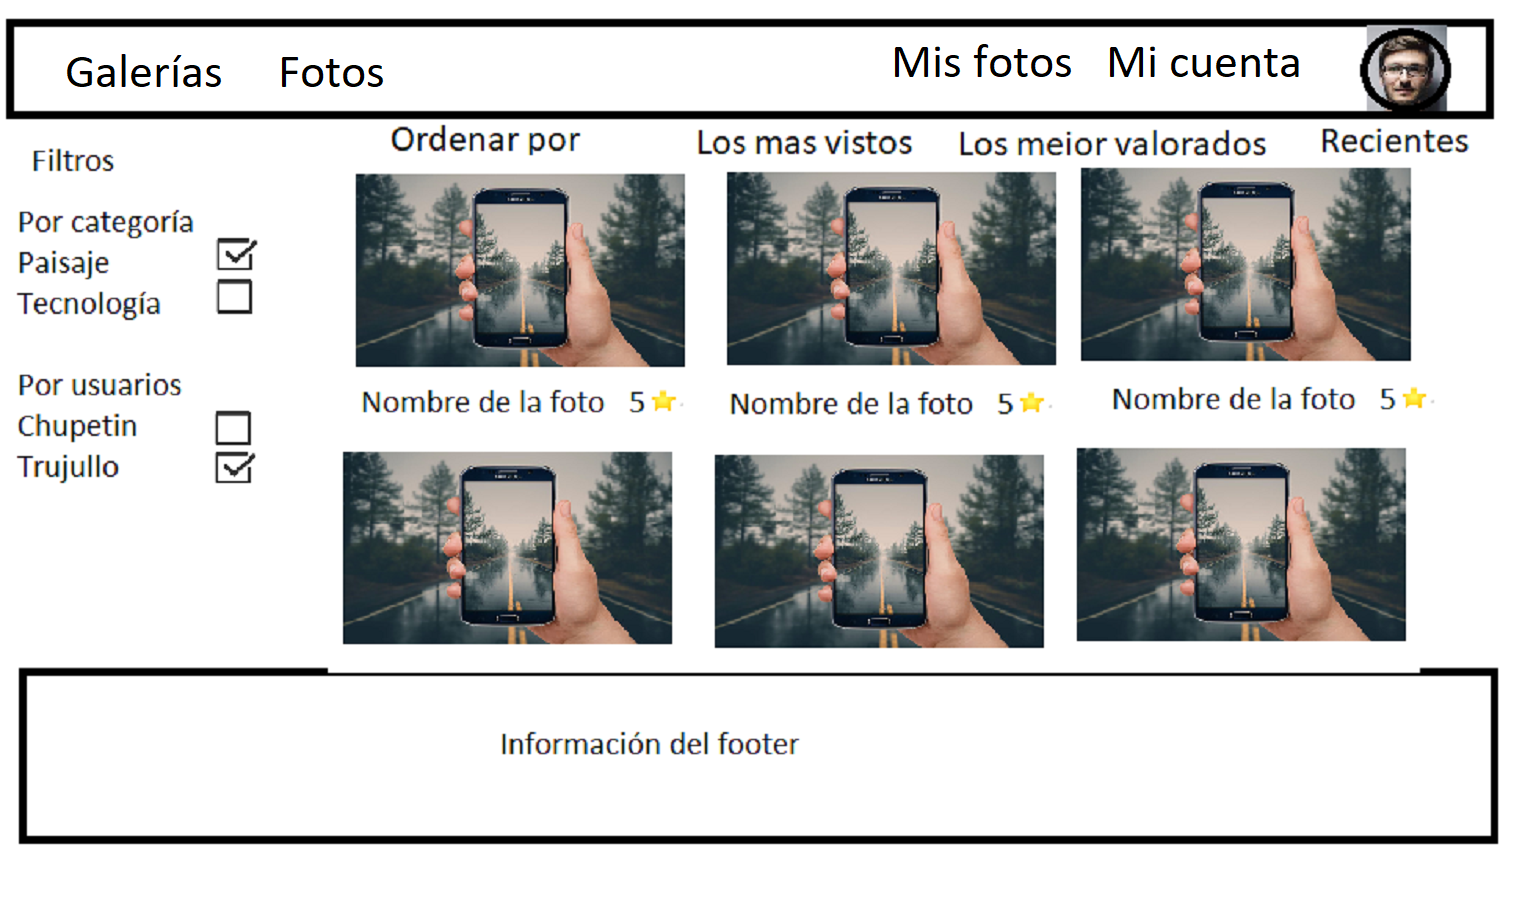 Galerías Fotos Mis fotos Mi cuenta
Ordenar por Los mas vistos Los meior valorados Recientes
Filtros
Por categoría
Paisaje
Tecnología
Por usuarios
Chupetin
Trujullo
Nombre de la foto 5
Nombre de la foto 5
Nombre de la foto 5
Información del footer